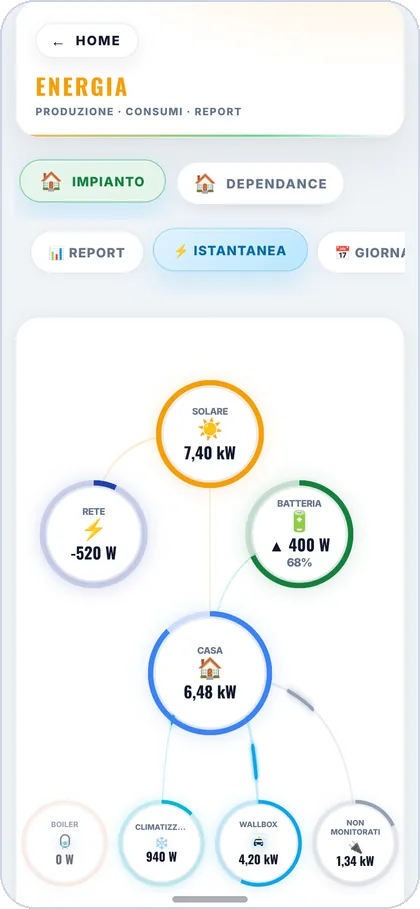 ← HOME
ENERGIA
PRODUZIONE · CONSUMI · REPORT
IMPIANTO
DEPENDANCE
REPORT
ISTANTANEA
GIORNA
SOLARE
7,40 kW
RETE
-520 W
BATTERIA
▲ 400 W
68%
CASA
6,48 kW
BOILER
0 W
CLIMATIZZ...
940 W
WALLBOX
4,20 kW
NON
MONITORATI
1,34 kW